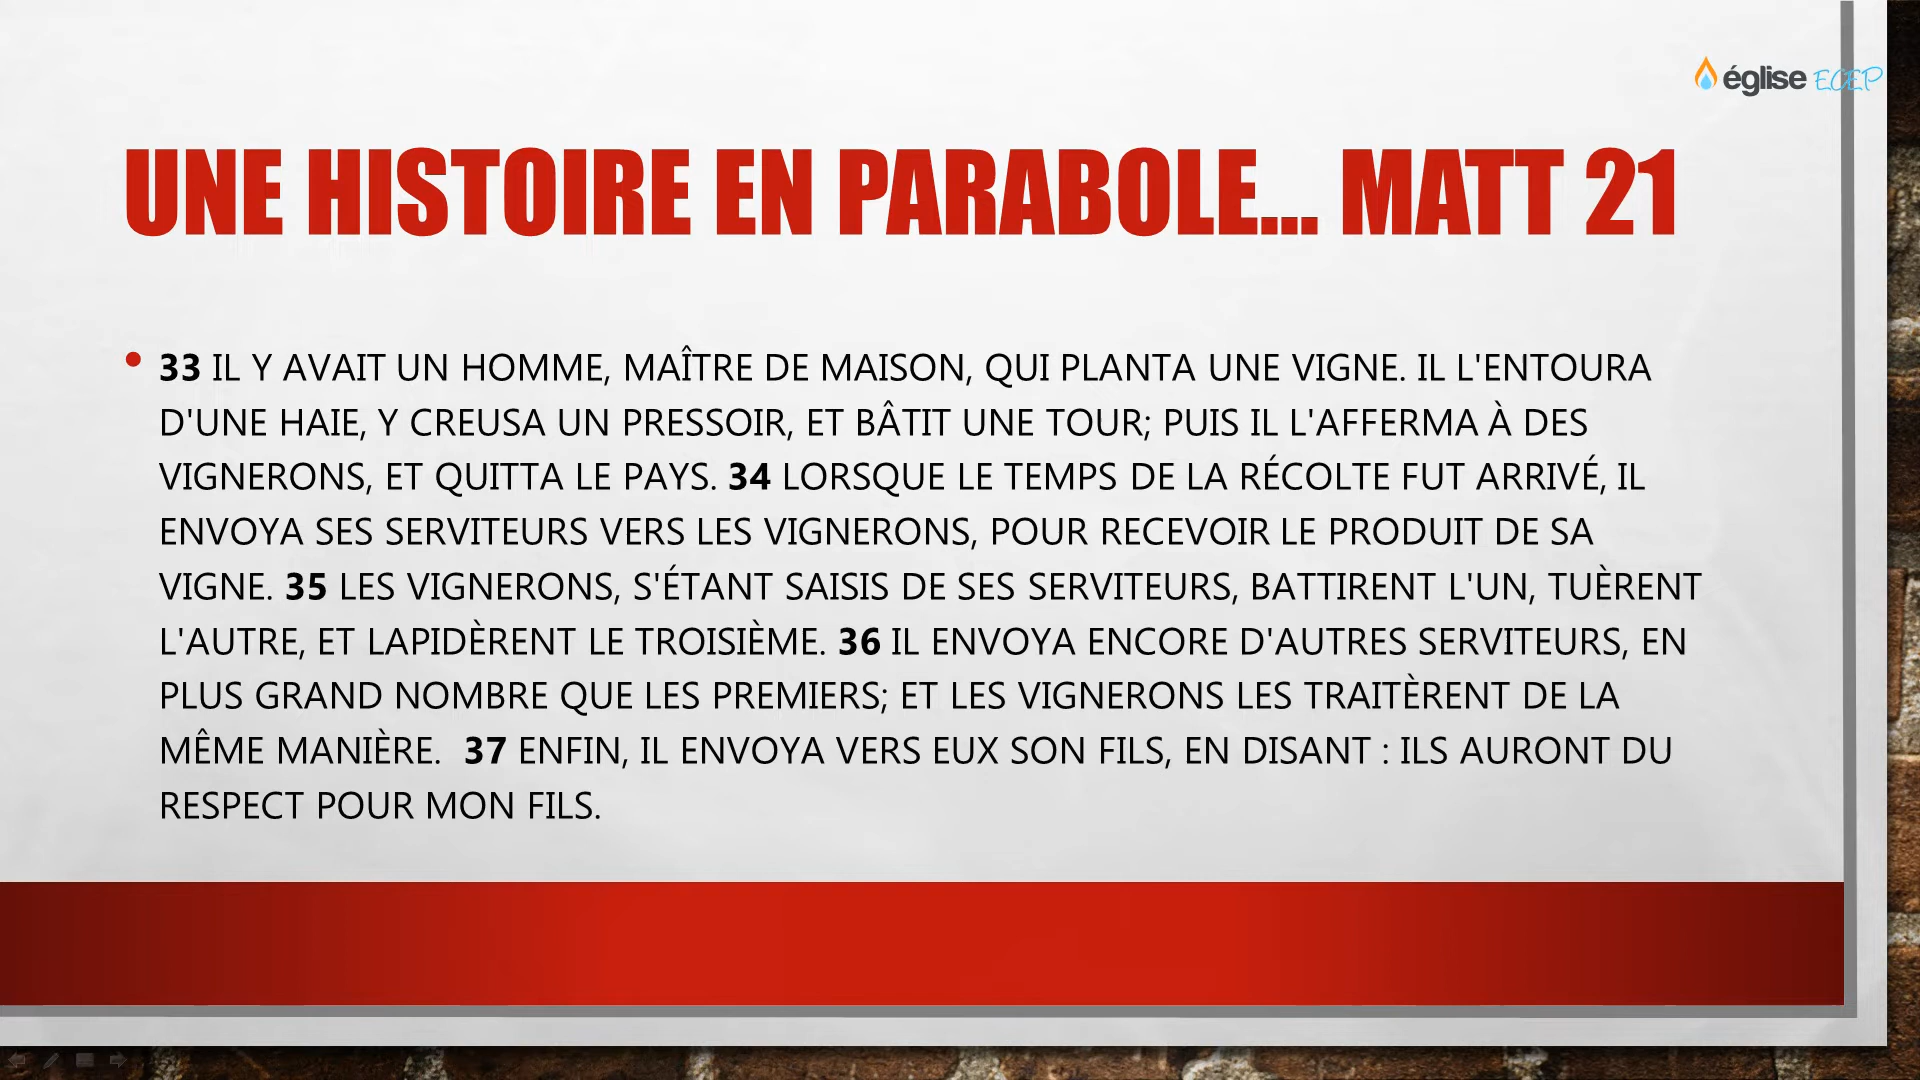 église ECEP
UNE HISTOIRE EN PARABOLE... MATT 21
• 33 IL Y AVAIT UN HOMME, MAÎTRE DE MAISON, QUI PLANTA UNE VIGNE. IL L'ENTOURA
D'UNE HAIE, Y CREUSA UN PRESSOIR, ET BÂTIT UNE TOUR; PUIS IL L'AFFERMA À DES
VIGNERONS, ET QUITTA LE PAYS. 34 LORSQUE LE TEMPS DE LA RÉCOLTE FUT ARRIVÉ, IL
ENVOYA SES SERVITEURS VERS LES VIGNERONS, POUR RECEVOIR LE PRODUIT DE SA
VIGNE. 35 LES VIGNERONS, S'ÉTANT SAISIS DE SES SERVITEURS, BATTIRENT L'UN, TUÈRENT
L'AUTRE, ET LAPIDÈRENT LE TROISIÈME. 36 IL ENVOYA ENCORE D'AUTRES SERVITEURS, EN
PLUS GRAND NOMBRE QUE LES PREMIERS; ET LES VIGNERONS LES TRAITÈRENT DE LA
MÊME MANIÈRE.  37 ENFIN, IL ENVOYA VERS EUX SON FILS, EN DISANT : ILS AURONT DU
RESPECT POUR MON FILS.